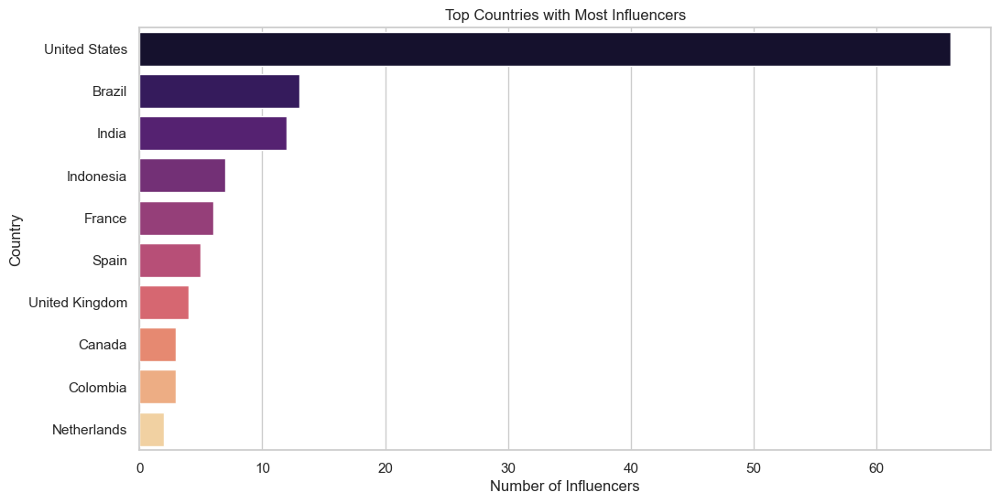 Top Countries with Most Influencers
Country
United States
Brazil
India
Indonesia
France
Spain
United Kingdom
Canada
Colombia
Netherlands
0 10 20 30 40 50 60
Number of Influencers